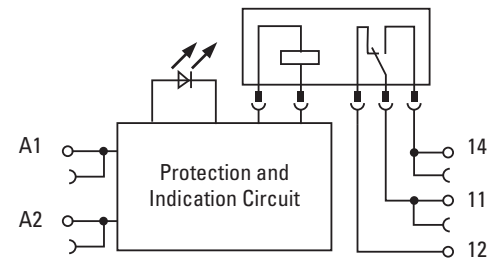 A1
Protection and
Indication Circuit
A2
14
11
12